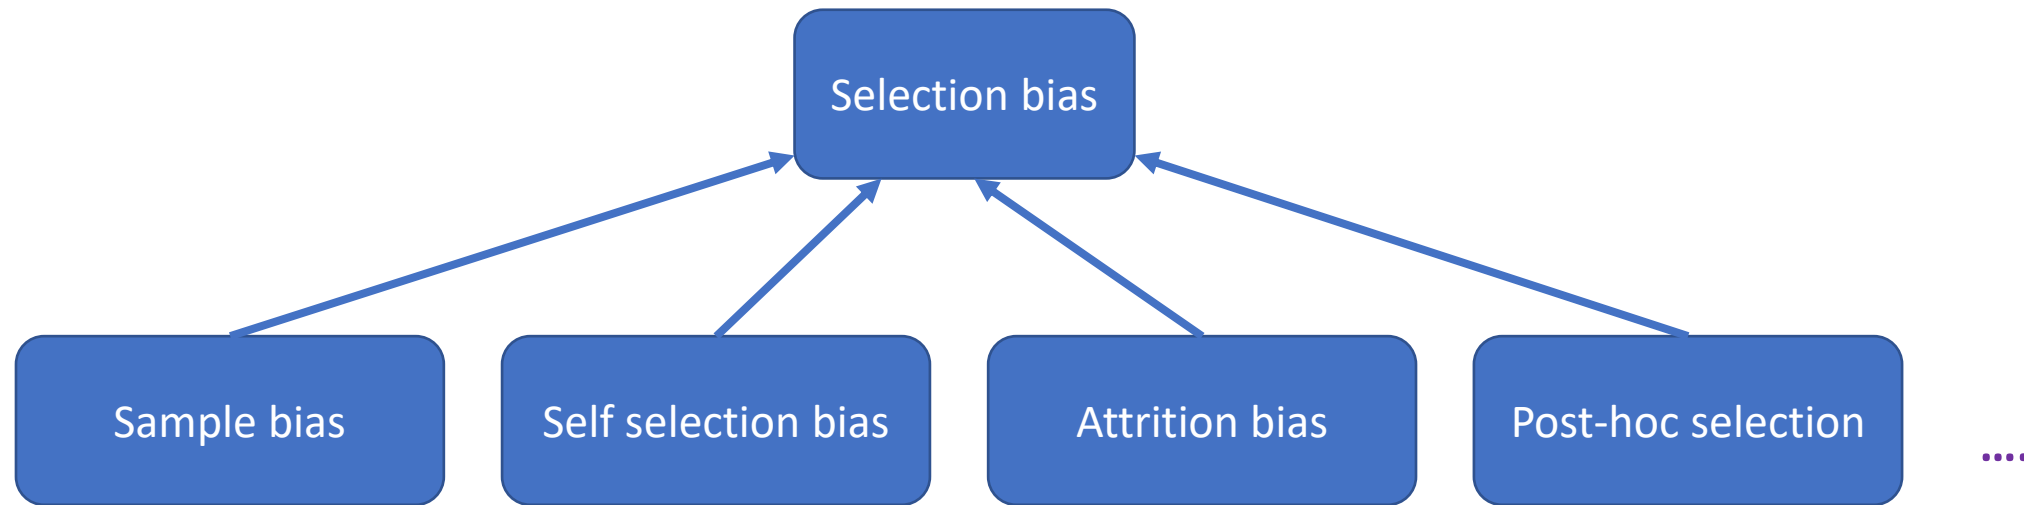 Selection bias
Sample bias
Self selection bias
Attrition bias
Post-hoc selection
....